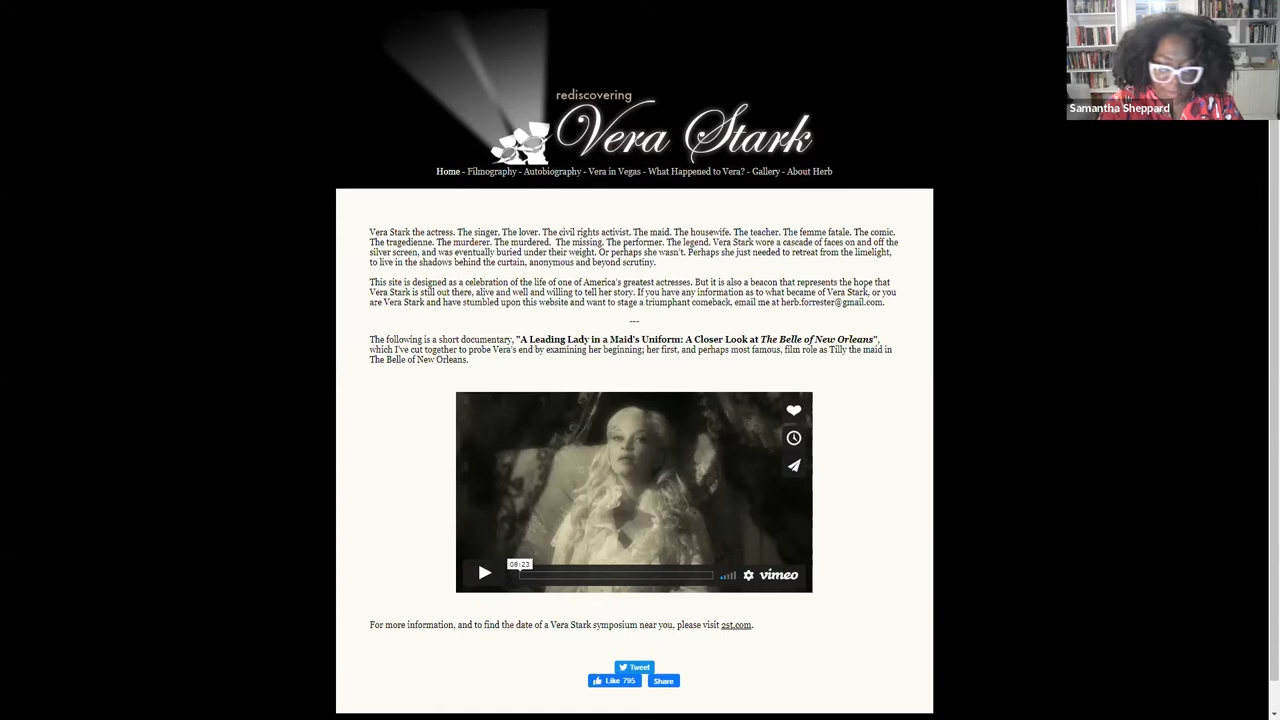 Samantha Sheppard
rediscovering
Vera Stark
Home - Filmography - Autobiography - Vera in Vegas - What Happened to Vera? - Gallery - About Herb
Vera Stark the actress. The singer. The lover. The civil rights activist. The maid. The housewife. The teacher. The femme fatale. The comic.
The tragedienne. The murderer. The murdered.  The missing. The performer. The legend. Vera Stark wore a cascade of faces on and off the
silver screen, and was eventually buried under their weight. Or perhaps she wasn't. Perhaps she just needed to retreat from the limelight,
to live in the shadows behind the curtain, anonymous and beyond scrutiny.
This site is designed as a celebration of the life of one of America's greatest actresses. But it is also a beacon that represents the hope that
Vera Stark is still out there, alive and well and willing to tell her story. If you have any information as to what became of Vera Stark, or you
are Vera Stark and have stumbled upon this website and want to stage a triumphant comeback, email me at herb.forrester@gmail.com.
---
The following is a short documentary, "A Leading Lady in a Maid's Uniform: A Closer Look at The Belle of New Orleans",
which I've cut together to probe Vera's end by examining her beginning; her first, and perhaps most famous, film role as Tilly the maid in
The Belle of New Orleans.
08:23
vimeo
For more information, and to find the date of a Vera Stark symposium near you, please visit 2st.com.
Tweet
Like 795
Share